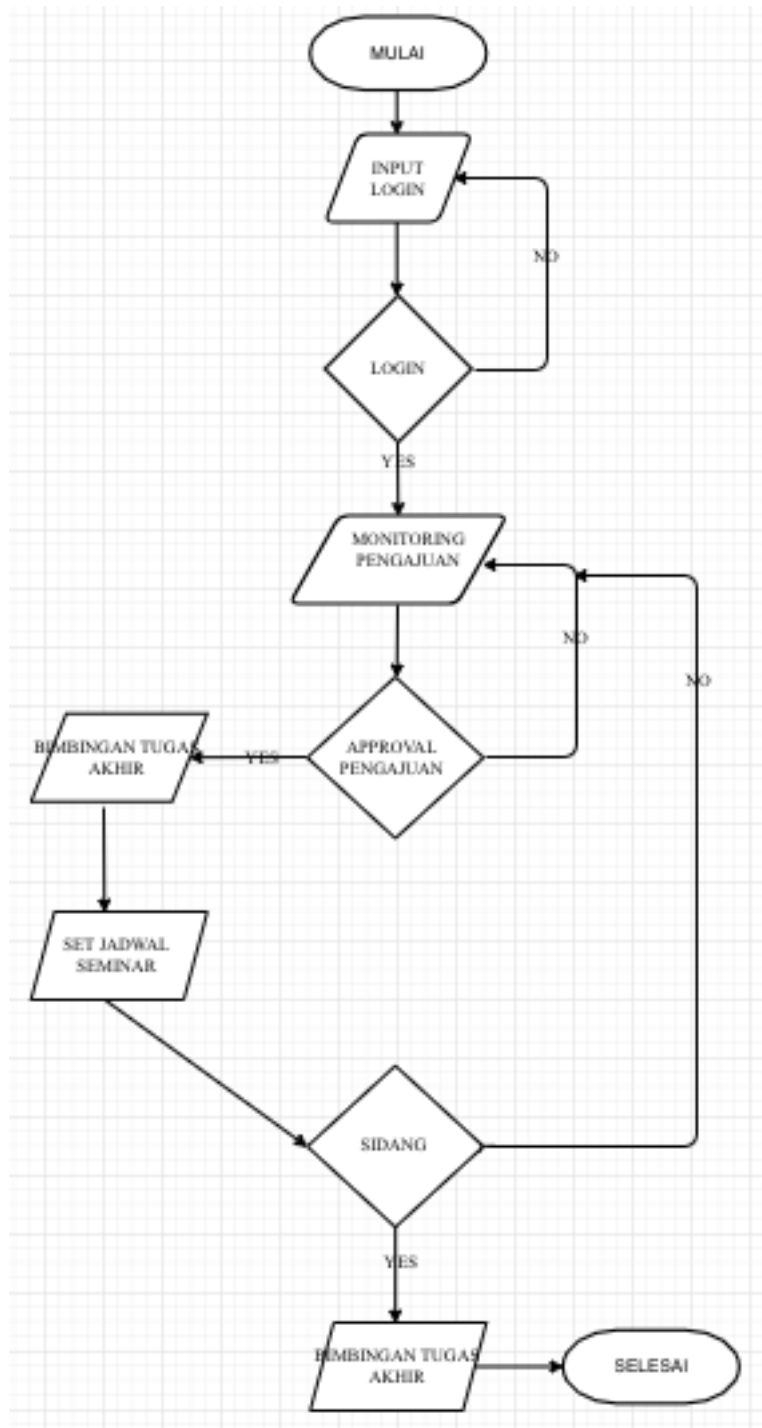 MULAI
INPUT
LOGIN
NO
LOGIN
YES
MONITORING
PENGAJUAN
NO
NO
BIMBINGAN TUGAS
AKHIR
YES
APPROVAL
PENGAJUAN
SET JADWAL
SEMINAR
SIDANG
YES
BIMBINGAN TUGAS
AKHIR
SELESAI